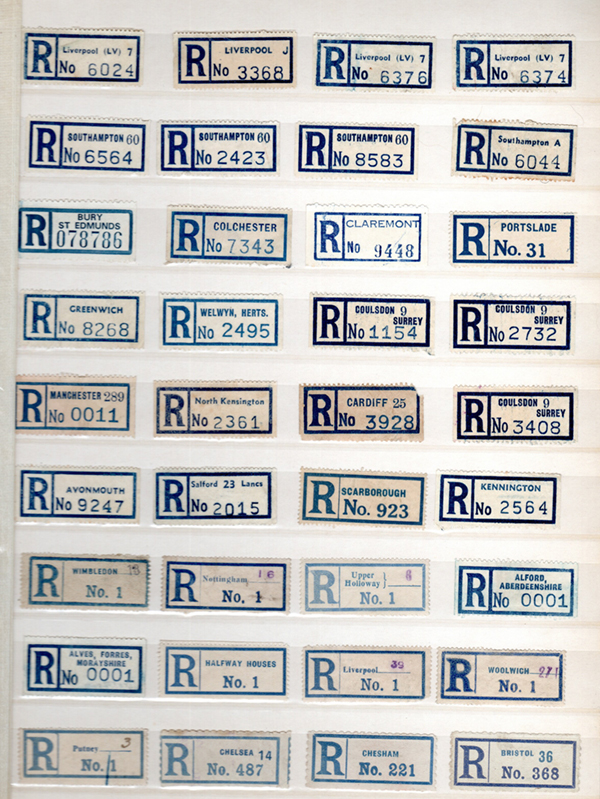 R Liverpool (LV) 7
No 6024
R LIVERPOOL J
No 3368
R Liverpool (LV) 7
No 6376
R Liverpool (LV) 7
No 6374
R SOUTHAMPTON 60
No 6564
R SOUTHAMPTON 60
No 2423
R SOUTHAMPTON 60
No 8583
R Southampton A
No 6044
R BURY
ST EDMUNDS
078786
R COLCHESTER
No 7343
R CLAREMONT
No 9448
R PORTSLADE
No. 31
R GREENWICH
No 8268
R WELWYN, HERTS.
No 2495
R COULSDON 9
SURREY
No 1154
R COULSDON 9
SURREY
No 2732
R MANCHESTER 289
No 0011
R North Kensington
No 2361
R CARDIFF 25
No 3928
R COULSDON 9
SURREY
No 3408
R AVONMOUTH
No 9247
R Salford 23 Lancs
No 2015
R SCARBOROUGH
No. 923
R KENNINGTON
No 2564
R WIMBLEDON
No. 1
R Nottingham 16
No. 1
R Upper
Holloway } 8
No. 1
R ALFORD,
ABERDEENSHIRE
No 0001
R ALVES, FORRES,
MORAYSHIRE
No 0001
R HALFWAY HOUSES
No. 1
R Liverpool 39
No. 1
R WOOLWICH 271
No. 1
R Putney 3
No. 1
R CHELSEA 14
No. 487
R CHESHAM
No. 221
R BRISTOL 36
No. 368